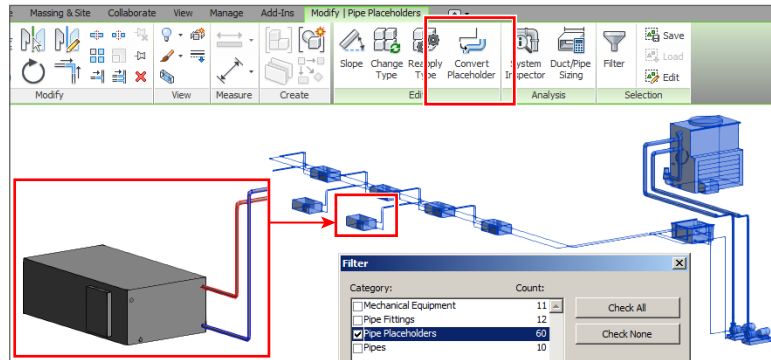 Massing & Site Collaborate View Manage Add-Ins Modify | Pipe Placeholders
Slope Change Type Reapply Type Convert Placeholder System Inspector Duct/Pipe Sizing Filter Save
Load
Edit
Modify View Measure Create Edit Analysis Selection
Filter
Category: Count:
Mechanical Equipment 11 Check All
Pipe Fittings 12
Pipe Placeholders 60 Check None
Pipes 10